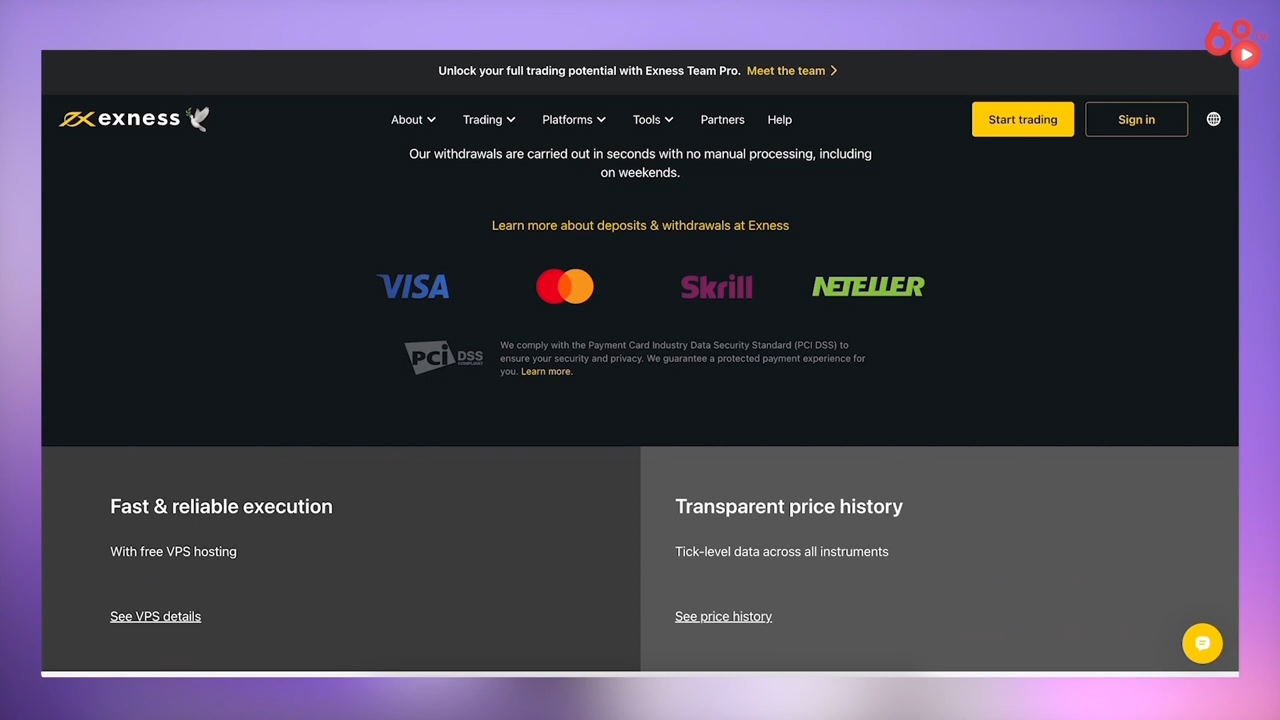 Unlock your full trading potential with Exness Team Pro. Meet the team
exness
About
Trading
Platforms
Tools
Partners
Help
Start trading
Sign in
Our withdrawals are carried out in seconds with no manual processing, including
on weekends.
Learn more about deposits & withdrawals at Exness
VISA
Skrill
NETELLER
PCI DSS
COMPLIANT
We comply with the Payment Card Industry Data Security Standard (PCI DSS) to
ensure your security and privacy. We guarantee a protected payment experience for
you. Learn more.
Fast & reliable execution
With free VPS hosting
See VPS details
Transparent price history
Tick-level data across all instruments
See price history